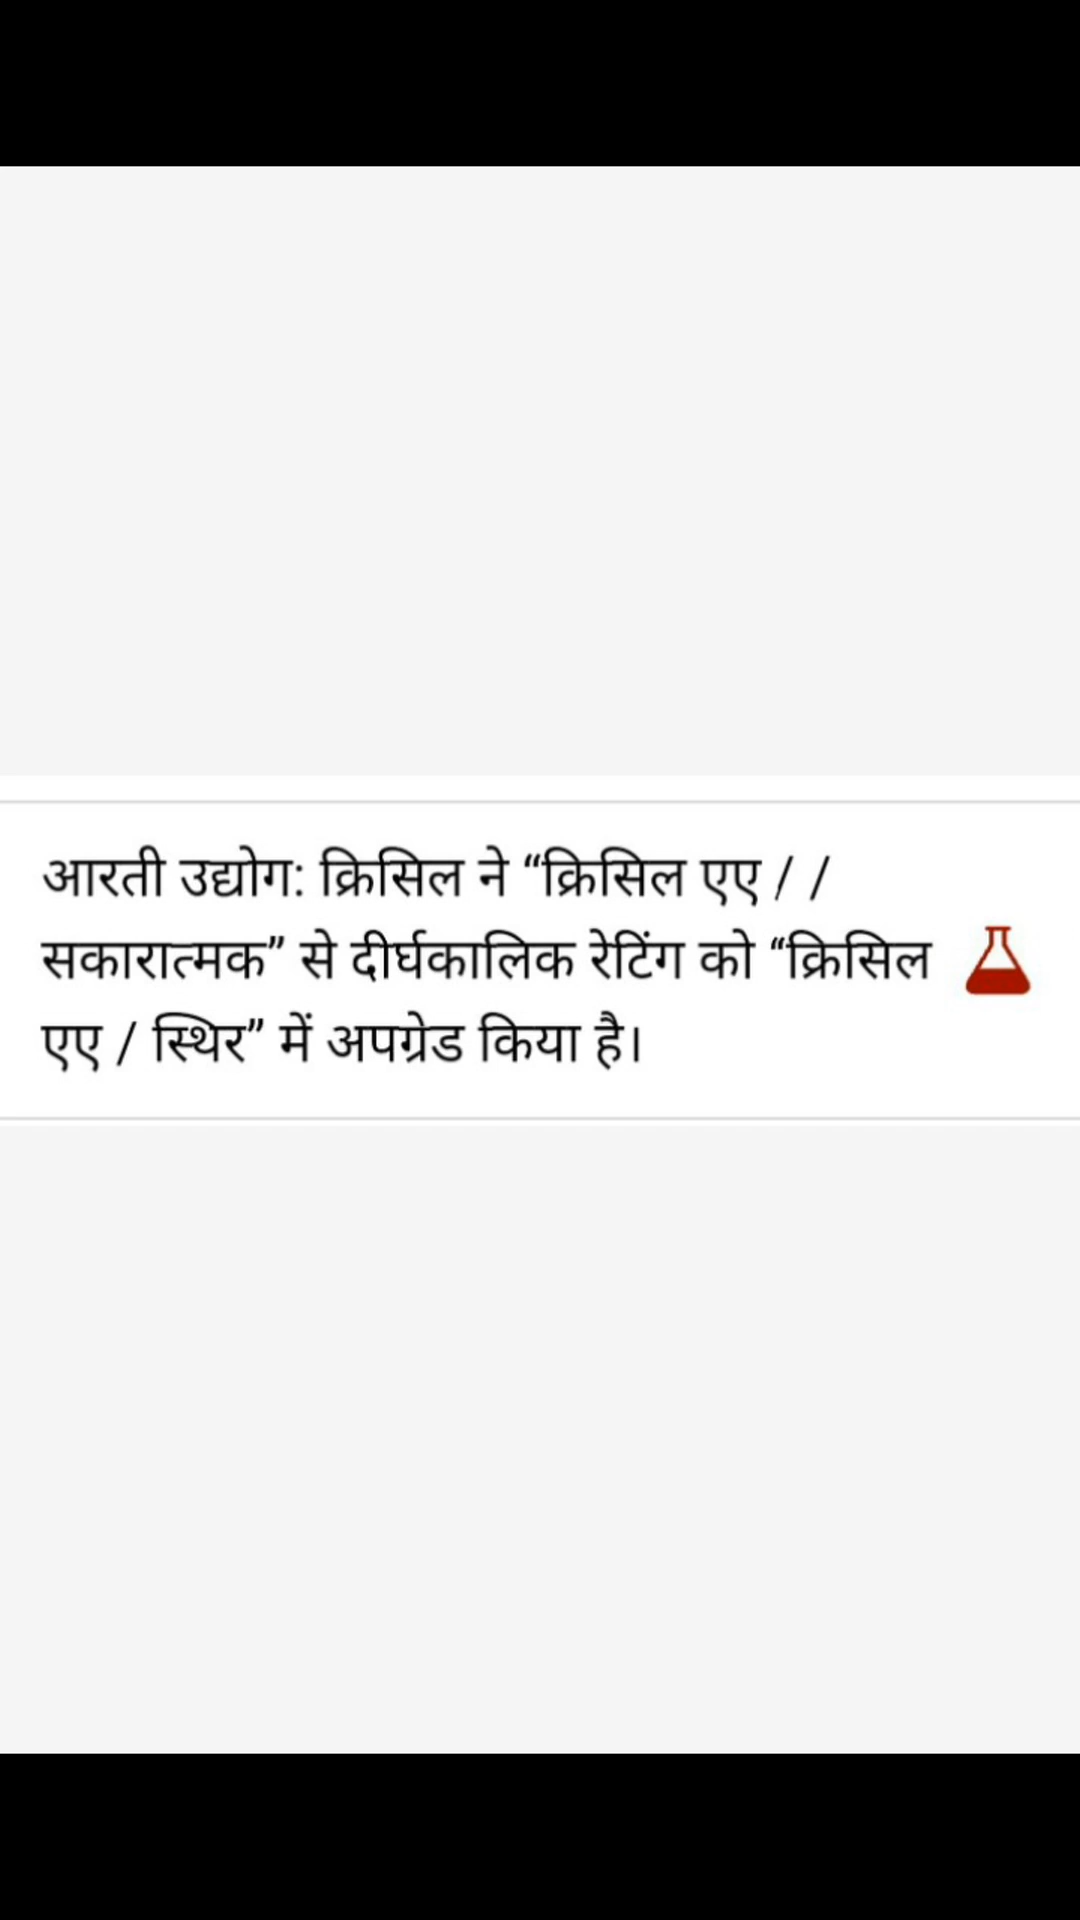 आरती उद्योग: क्रिसिल ने “क्रिसिल एए / /
सकारात्मक” से दीर्घकालिक रेटिंग को “क्रिसिल
एए / स्थिर” में अपग्रेड किया है।